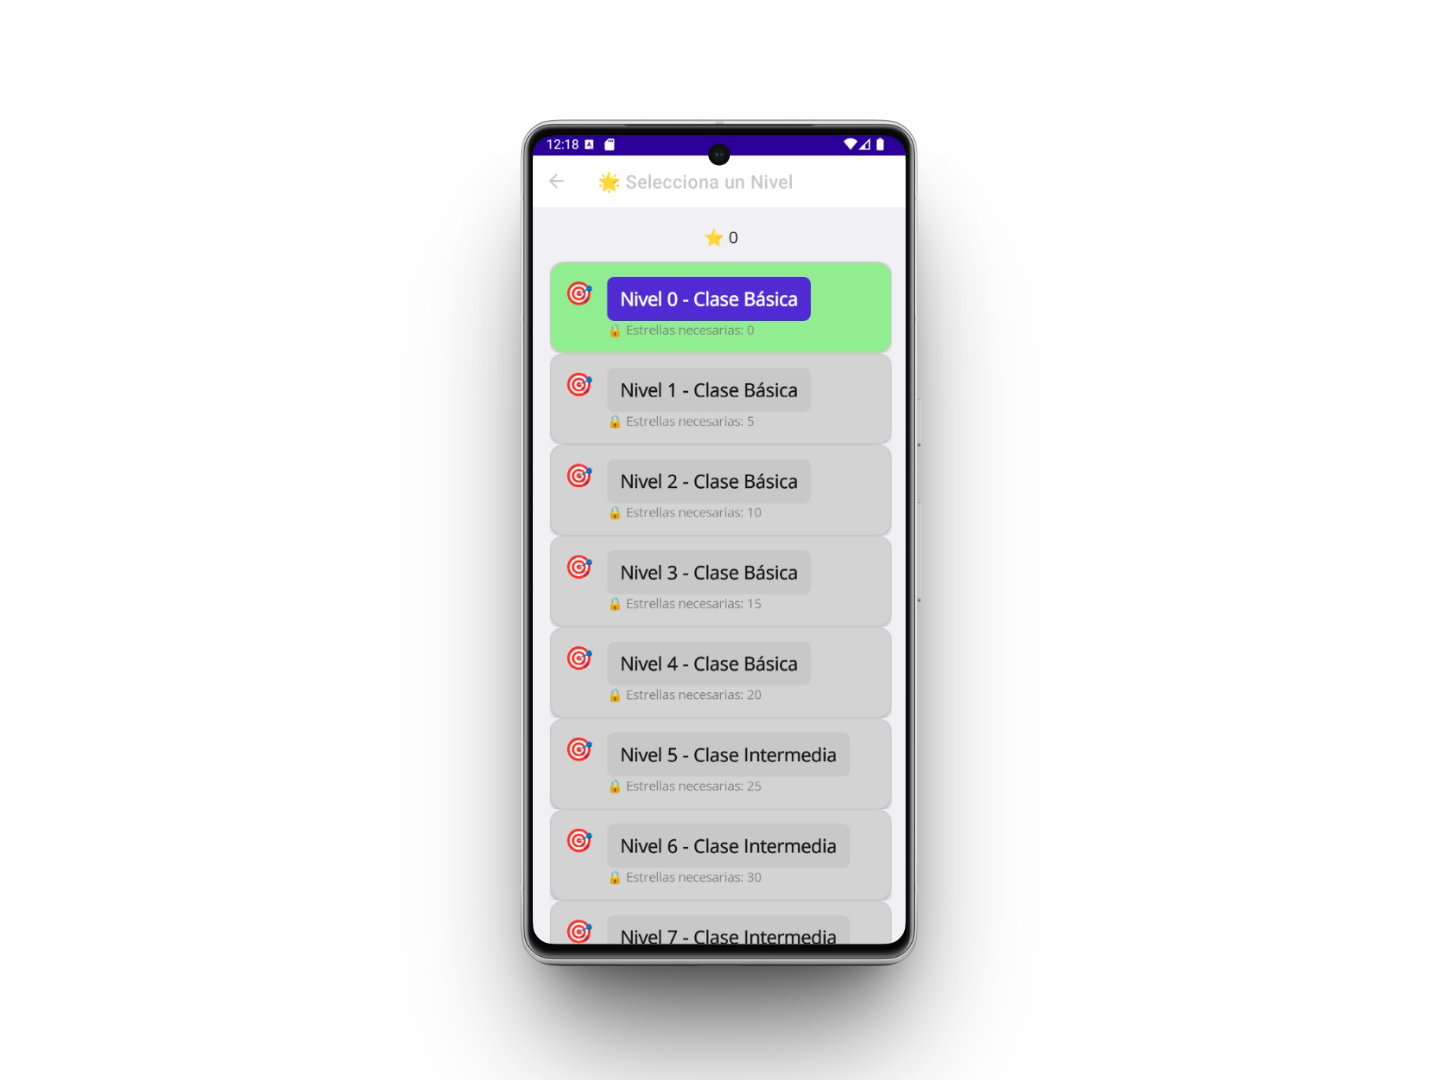 12:18
🌟 Selecciona un Nivel
⭐ 0
Nivel 0 - Clase Básica
🔒 Estrellas necesarias: 0
Nivel 1 - Clase Básica
🔒 Estrellas necesarias: 5
Nivel 2 - Clase Básica
🔒 Estrellas necesarias: 10
Nivel 3 - Clase Básica
🔒 Estrellas necesarias: 15
Nivel 4 - Clase Básica
🔒 Estrellas necesarias: 20
Nivel 5 - Clase Intermedia
🔒 Estrellas necesarias: 25
Nivel 6 - Clase Intermedia
🔒 Estrellas necesarias: 30
Nivel 7 - Clase Intermedia